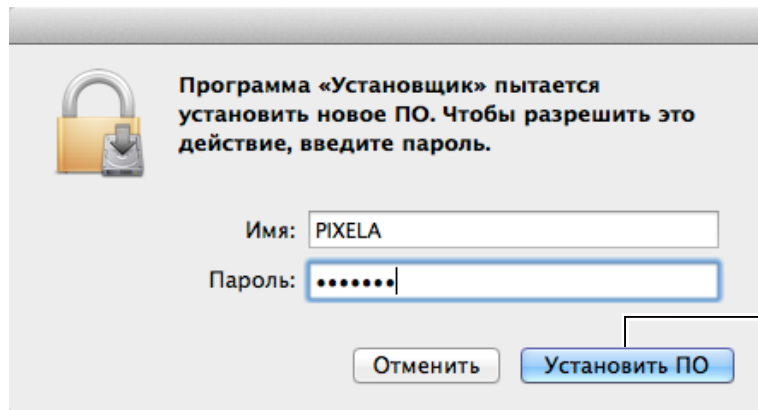 Программа «Установщик» пытается
установить новое ПО. Чтобы разрешить это
действие, введите пароль.
Имя: PIXELA
Пароль: •••••••
Отменить Установить ПО